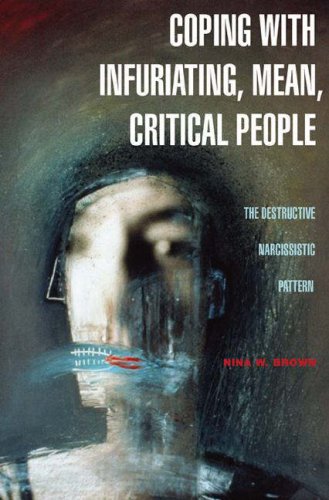 COPING WITH
INFURIATING, MEAN,
CRITICAL PEOPLE
THE DESTRUCTIVE
NARCISSISTIC
PATTERN
NINA W. BROWN